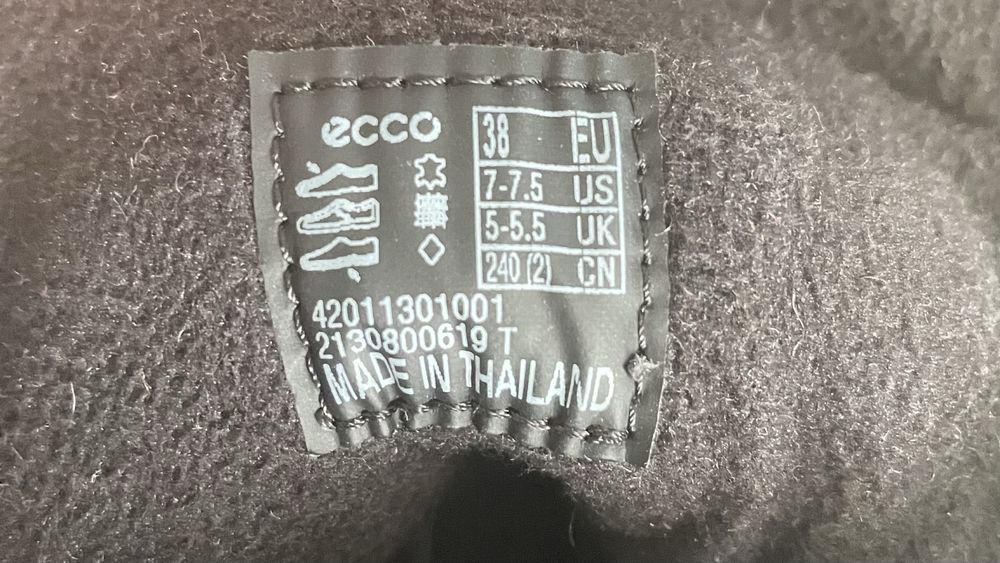 ecco
38 EU
7-7.5 US
5-5.5 UK
240 (2) CN
42011301001
2130800619 T
MADE IN THAILAND